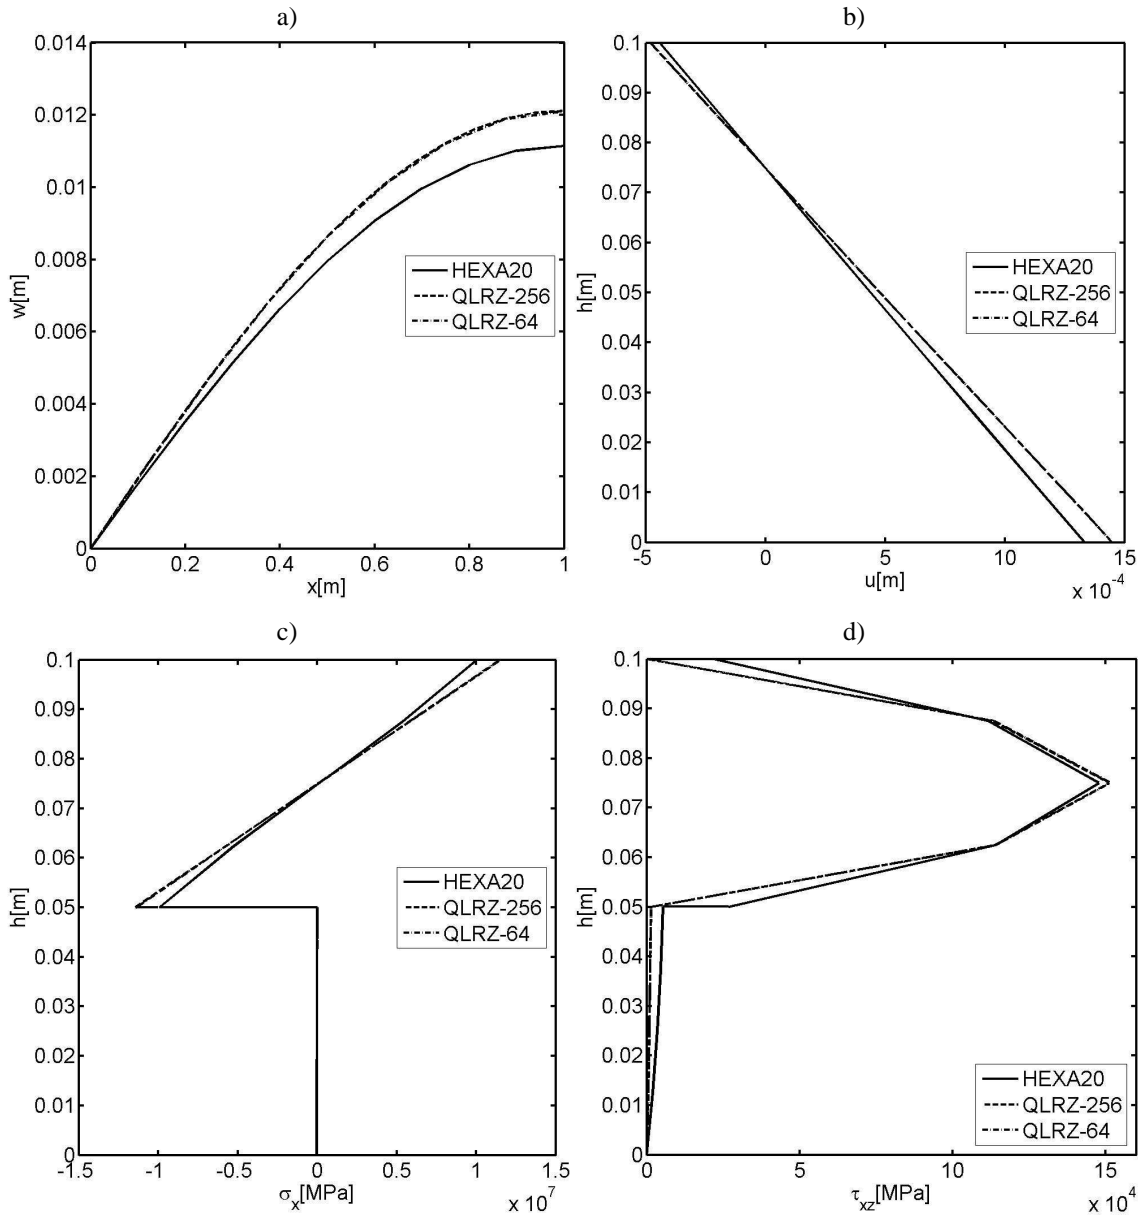 a)
0.014
0.012
0.01
0.008
0.006
0.004
0.002
0
w[m]
HEXA20
QLRZ-256
QLRZ-64
0
0.2
0.4
0.6
0.8
1
x[m]
b)
0.1
0.09
0.08
0.07
0.06
0.05
0.04
0.03
0.02
0.01
0
h[m]
HEXA20
QLRZ-256
QLRZ-64
-5
0
5
10
15
u[m]
x 10^-4
c)
0.1
0.09
0.08
0.07
0.06
0.05
0.04
0.03
0.02
0.01
0
h[m]
HEXA20
QLRZ-256
QLRZ-64
-1.5
-1
-0.5
0
0.5
1
1.5
σ_x[MPa]
x 10^7
d)
0.1
0.09
0.08
0.07
0.06
0.05
0.04
0.03
0.02
0.01
0
h[m]
HEXA20
QLRZ-256
QLRZ-64
0
5
10
15
τ_xz[MPa]
x 10^4